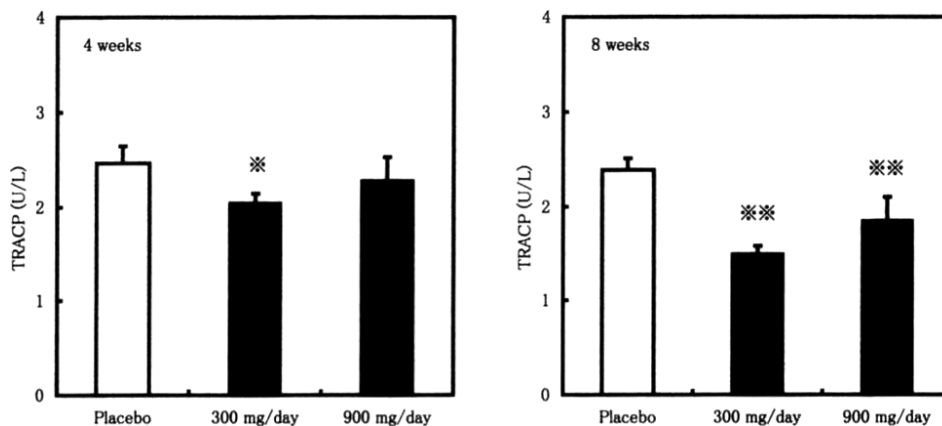 4 weeks
TRACP (U/L)
4
3
2
1
0
※
Placebo 300 mg/day 900 mg/day
8 weeks
TRACP (U/L)
4
3
2
1
0
※※
※※
Placebo 300 mg/day 900 mg/day